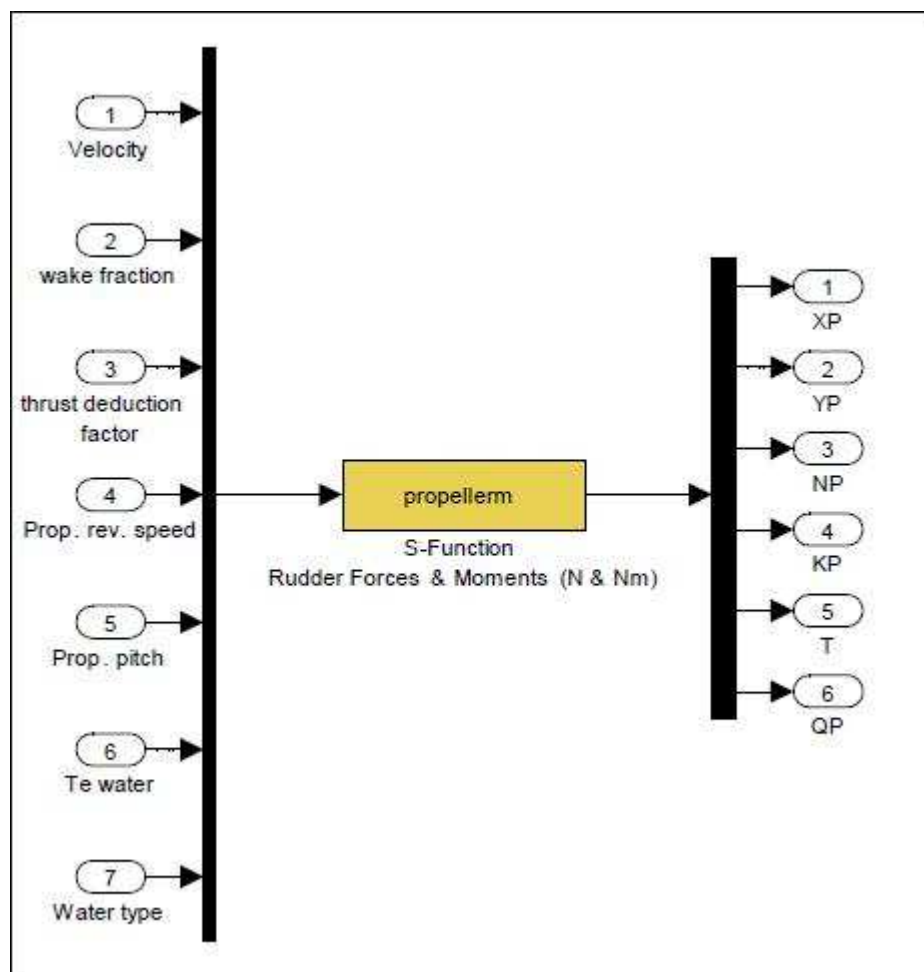 1
Velocity
2
wake fraction
3
thrust deduction
factor
4
Prop. rev. speed
5
Prop. pitch
6
Te water
7
Water type
propellerm
S-Function
Rudder Forces & Moments (N & Nm)
1
XP
2
YP
3
NP
4
KP
5
T
6
QP